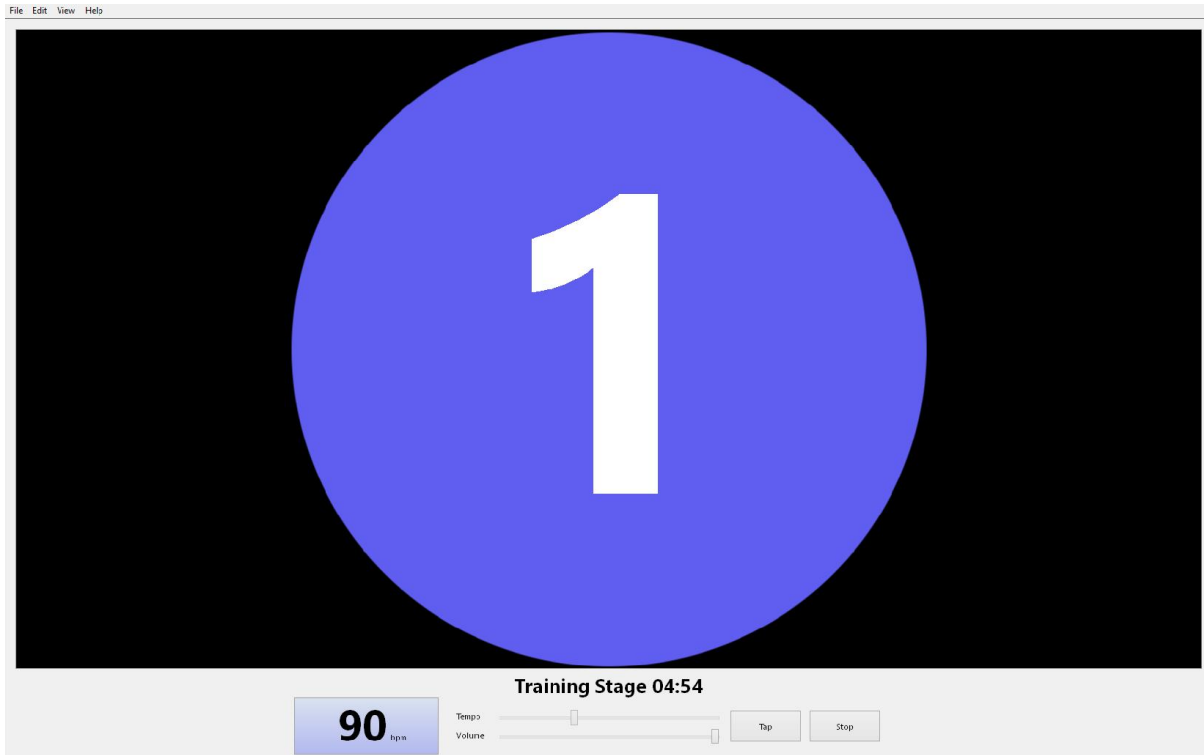 File Edit View Help
1
Training Stage 04:54
90 bpm
Tempo
Volume
Tap
Stop